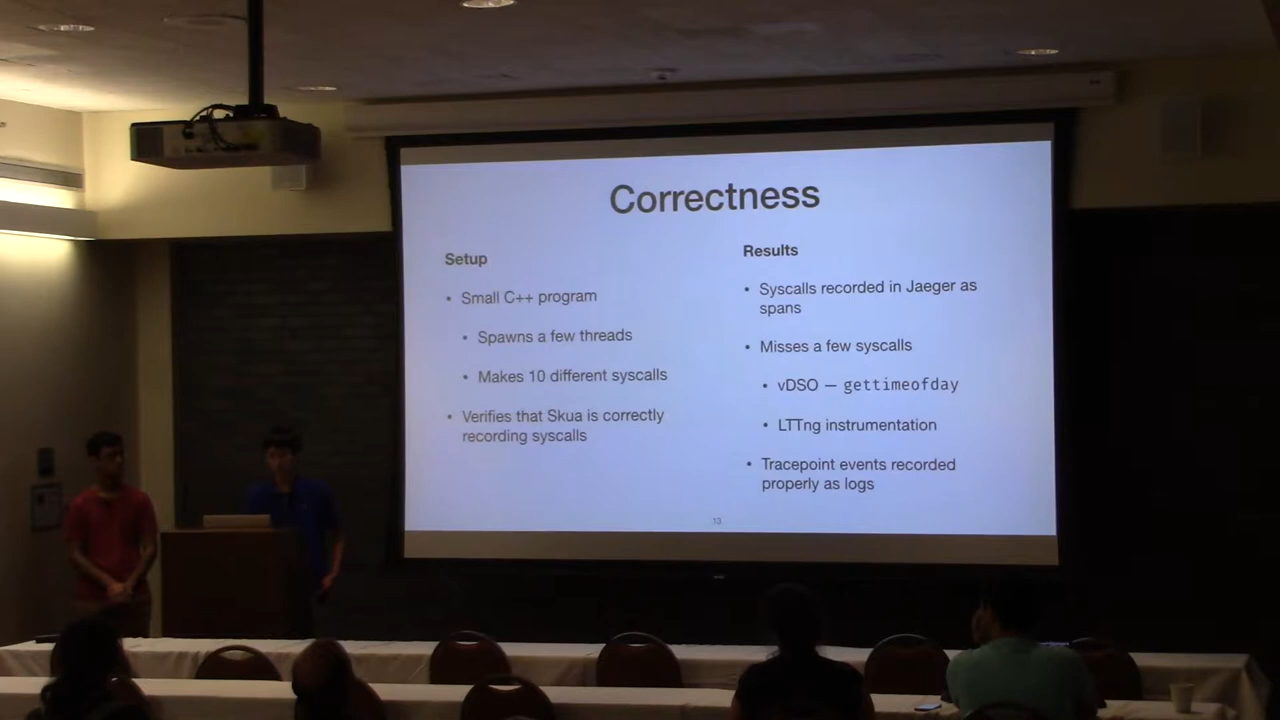 Correctness
Setup
• Small C++ program
• Spawns a few threads
• Makes 10 different syscalls
• Verifies that Skua is correctly
recording syscalls
Results
• Syscalls recorded in Jaeger as
spans
• Misses a few syscalls
• vDSO — gettimeofday
• LTTng instrumentation
• Tracepoint events recorded
properly as logs
13